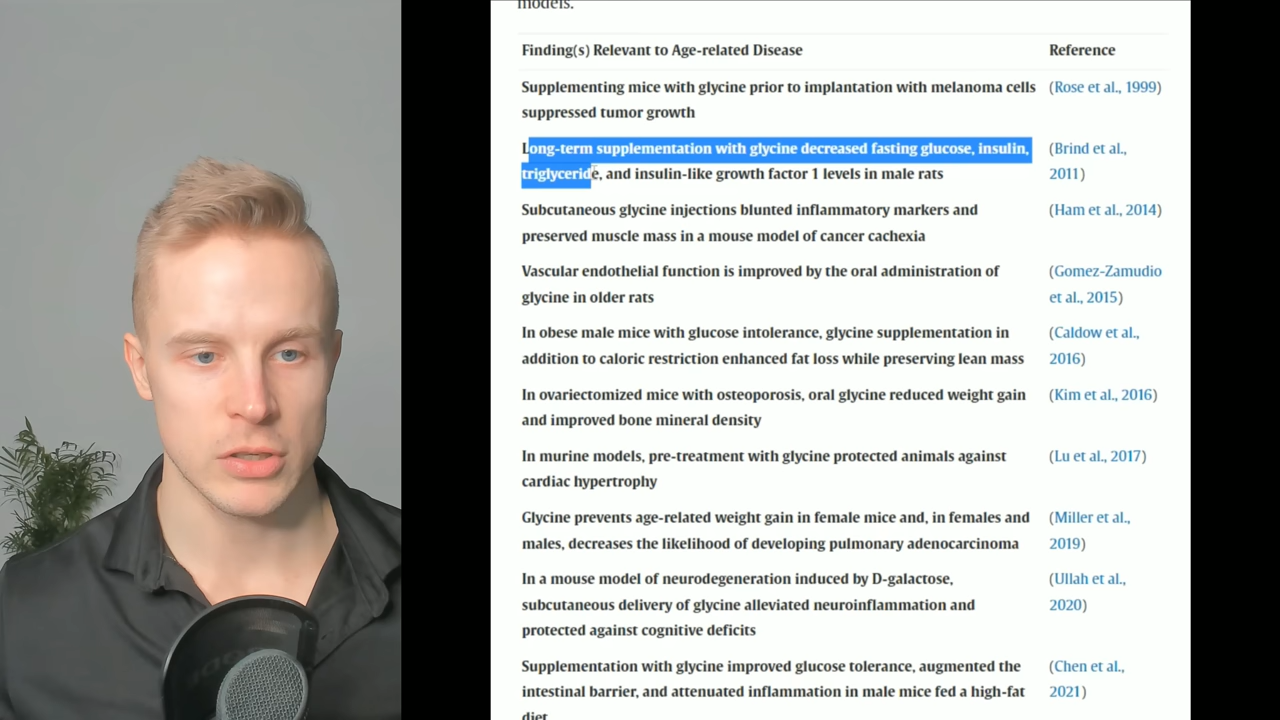 models.
Finding(s) Relevant to Age-related Disease Reference
Supplementing mice with glycine prior to implantation with melanoma cells (Rose et al., 1999)
suppressed tumor growth
Long-term supplementation with glycine decreased fasting glucose, insulin, (Brind et al.,
triglyceride, and insulin-like growth factor 1 levels in male rats 2011)
Subcutaneous glycine injections blunted inflammatory markers and (Ham et al., 2014)
preserved muscle mass in a mouse model of cancer cachexia
Vascular endothelial function is improved by the oral administration of (Gomez-Zamudio
glycine in older rats et al., 2015)
In obese male mice with glucose intolerance, glycine supplementation in (Caldow et al.,
addition to caloric restriction enhanced fat loss while preserving lean mass 2016)
In ovariectomized mice with osteoporosis, oral glycine reduced weight gain (Kim et al., 2016)
and improved bone mineral density
In murine models, pre-treatment with glycine protected animals against (Lu et al., 2017)
cardiac hypertrophy
Glycine prevents age-related weight gain in female mice and, in females and (Miller et al.,
males, decreases the likelihood of developing pulmonary adenocarcinoma 2019)
In a mouse model of neurodegeneration induced by D-galactose, (Ullah et al.,
subcutaneous delivery of glycine alleviated neuroinflammation and 2020)
protected against cognitive deficits
Supplementation with glycine improved glucose tolerance, augmented the (Chen et al.,
intestinal barrier, and attenuated inflammation in male mice fed a high-fat 2021)
diet